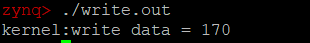 zynq> ./write.out
kernel:write data = 170